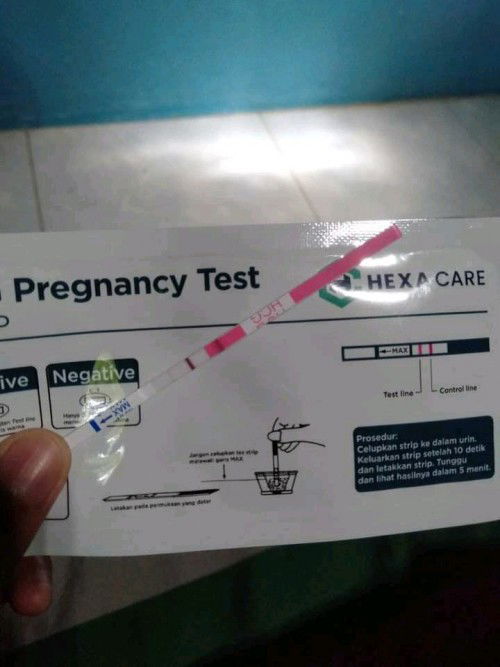 Pregnancy Test
HEXA CARE
HCG
MAX
Negative
MAX
Test line
Control line
Jangan celupkan tes strip
melewati garis MAX
Letakan pada permukaan yang datar
Prosedur:
Celupkan strip ke dalam urin.
Keluarkan strip setelah 10 detik
dan letakkan strip. Tunggu
dan lihat hasilnya dalam 5 menit.